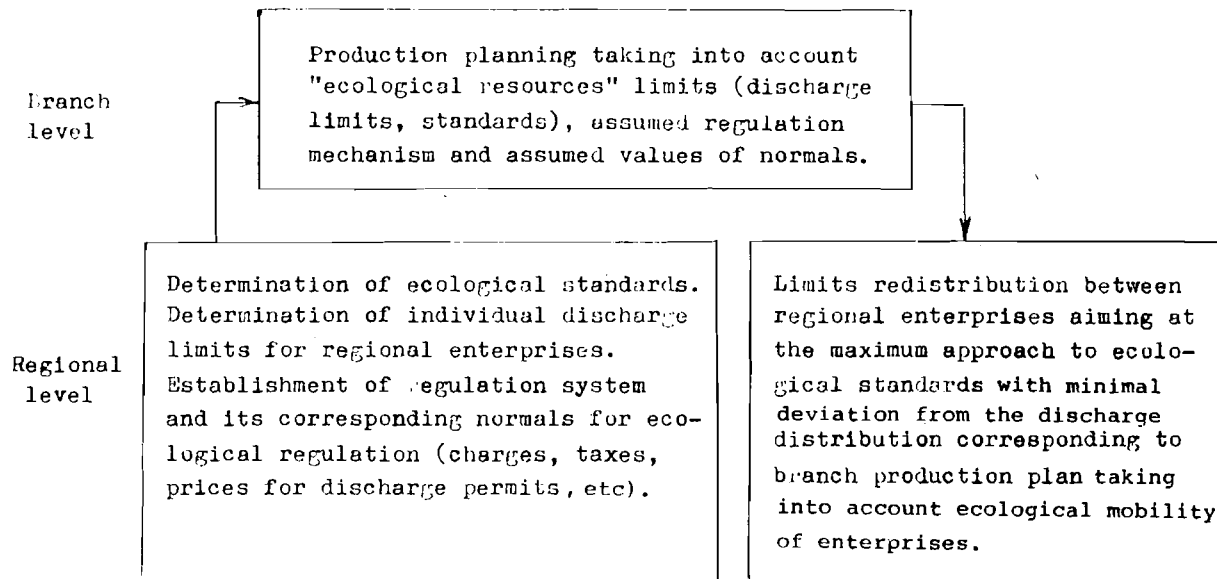 Branch
level
Production planning taking into account
"ecological resources" limits (discharge
limits, standards), assumed regulation
mechanism and assumed values of normals.
Regional
level
Determination of ecological standards.
Determination of individual discharge
limits for regional enterprises.
Establishment of regulation system
and its corresponding normals for eco-
logical regulation (charges, taxes,
prices for discharge permits, etc).
Limits redistribution between
regional enterprises aiming at
the maximum approach to ecolo-
gical standards with minimal
deviation from the discharge
distribution corresponding to
branch production plan taking
into account ecological mobility
of enterprises.